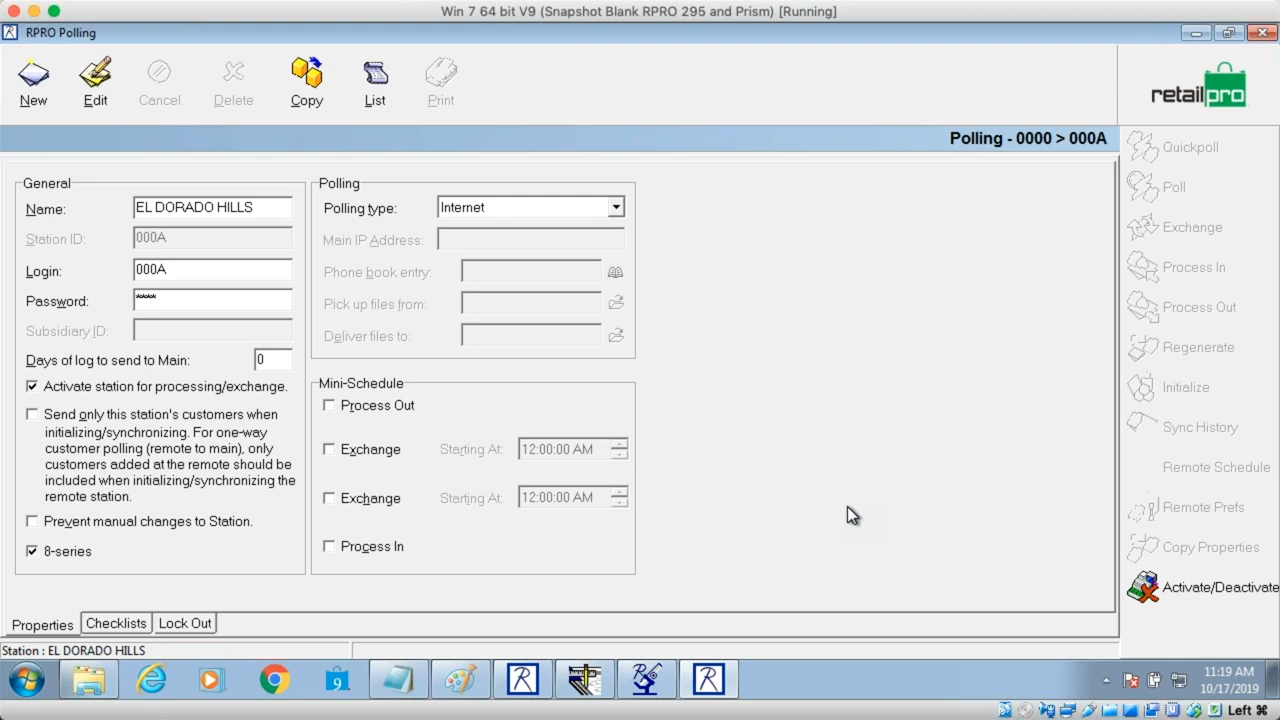 Win 7 64 bit V9 (Snapshot Blank RPRO 295 and Prism) [Running]
RPRO Polling
New
Edit
Cancel
Delete
Copy
List
Print
retailpro
Polling - 0000 > 000A
General
Name: EL DORADO HILLS
Station ID: 000A
Login: 000A
Password: ****
Subsidiary ID:
Days of log to send to Main: 0
Activate station for processing/exchange.
Send only this station's customers when
initializing/synchronizing. For one-way
customer polling (remote to main), only
customers added at the remote should be
included when initializing/synchronizing the
remote station.
Prevent manual changes to Station.
8-series
Polling
Polling type: Internet
Main IP Address:
Phone book entry:
Pick up files from:
Deliver files to:
Mini-Schedule
Process Out
Exchange Starting At: 12:00:00 AM
Exchange Starting At: 12:00:00 AM
Process In
Quickpoll
Poll
Exchange
Process In
Process Out
Regenerate
Initialize
Sync History
Remote Schedule
Remote Prefs
Copy Properties
Activate/Deactivate
Properties
Checklists
Lock Out
Station : EL DORADO HILLS
9
11:19 AM
10/17/2019
Left ⌘